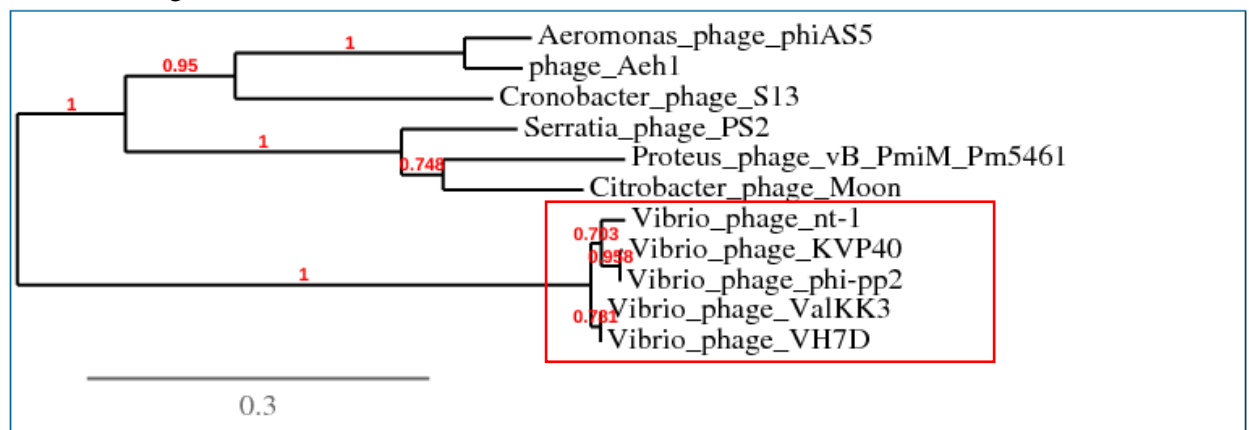 1
Aeromonas_phage_phiAS5
0.95
phage_Aeh1
1
Cronobacter_phage_S13
Serratia_phage_PS2
1
Proteus_phage_vB_PmiM_Pm5461
0.748
Citrobacter_phage_Moon
Vibrio_phage_nt-1
0.703
Vibrio_phage_KVP40
0.958
1
Vibrio_phage_phi-pp2
Vibrio_phage_ValKK3
0.781
Vibrio_phage_VH7D
0.3